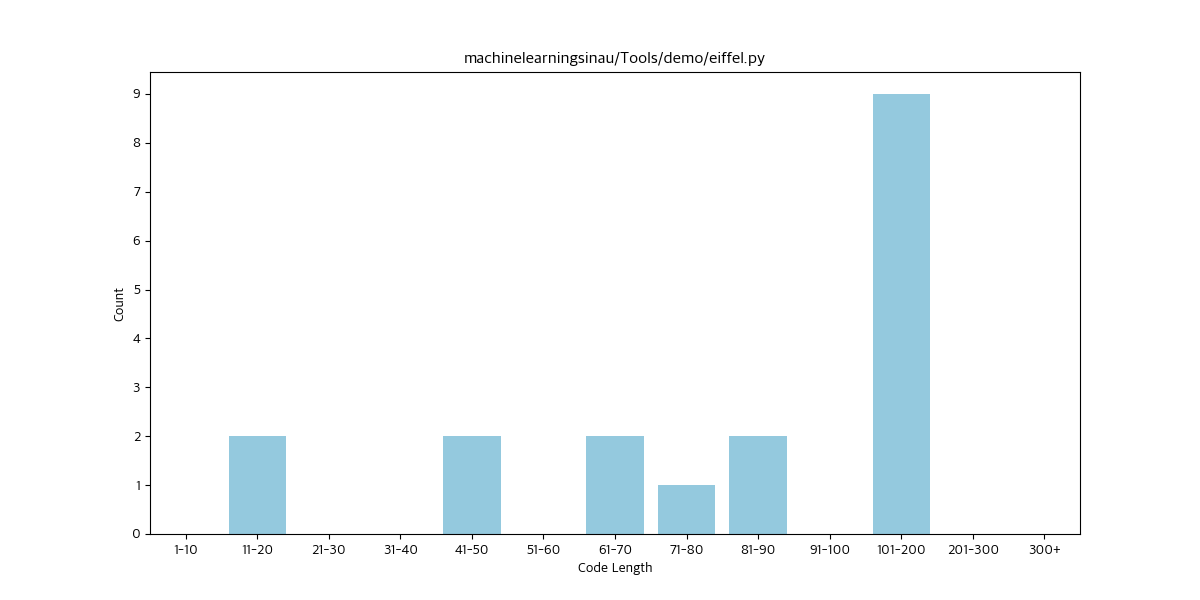 machinelearningsinau/Tools/demo/eiffel.py
Count
9
8
7
6
5
4
3
2
1
0
1-10 11-20 21-30 31-40 41-50 51-60 61-70 71-80 81-90 91-100 101-200 201-300 300+
Code Length